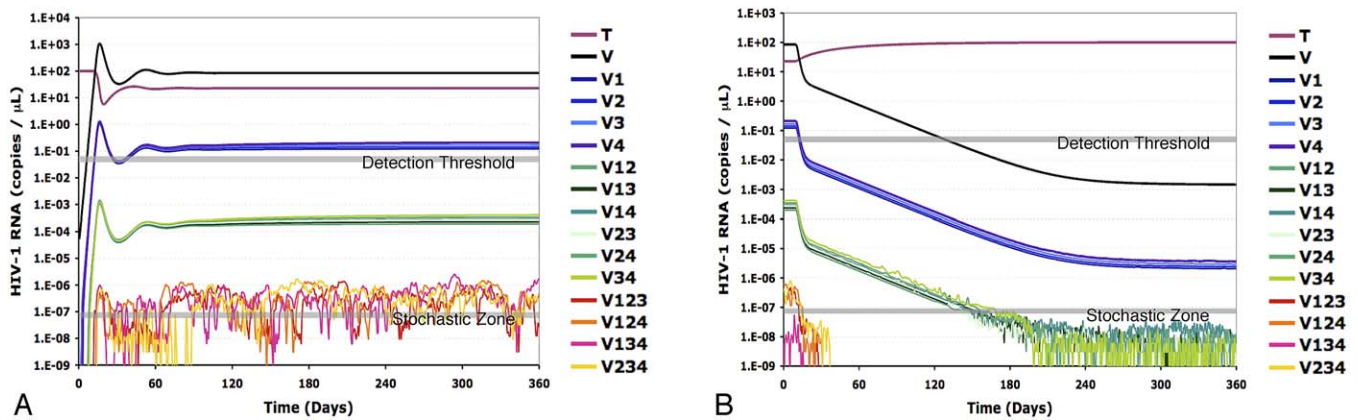 HIV-1 RNA (copies / μL)
1.E+04
1.E+03
1.E+02
1.E+01
1.E+00
1.E-01
1.E-02
1.E-03
1.E-04
1.E-05
1.E-06
1.E-07
1.E-08
1.E-09
Detection Threshold
Stochastic Zone
0 60 120 180 240 300 360
Time (Days)
A
T
V
V1
V2
V3
V4
V12
V13
V14
V23
V24
V34
V123
V124
V134
V234
HIV-1 RNA (copies / μL)
1.E+03
1.E+02
1.E+01
1.E+00
1.E-01
1.E-02
1.E-03
1.E-04
1.E-05
1.E-06
1.E-07
1.E-08
1.E-09
Detection Threshold
Stochastic Zone
0 60 120 180 240 300 360
Time (Days)
B
T
V
V1
V2
V3
V4
V12
V13
V14
V23
V24
V34
V123
V124
V134
V234